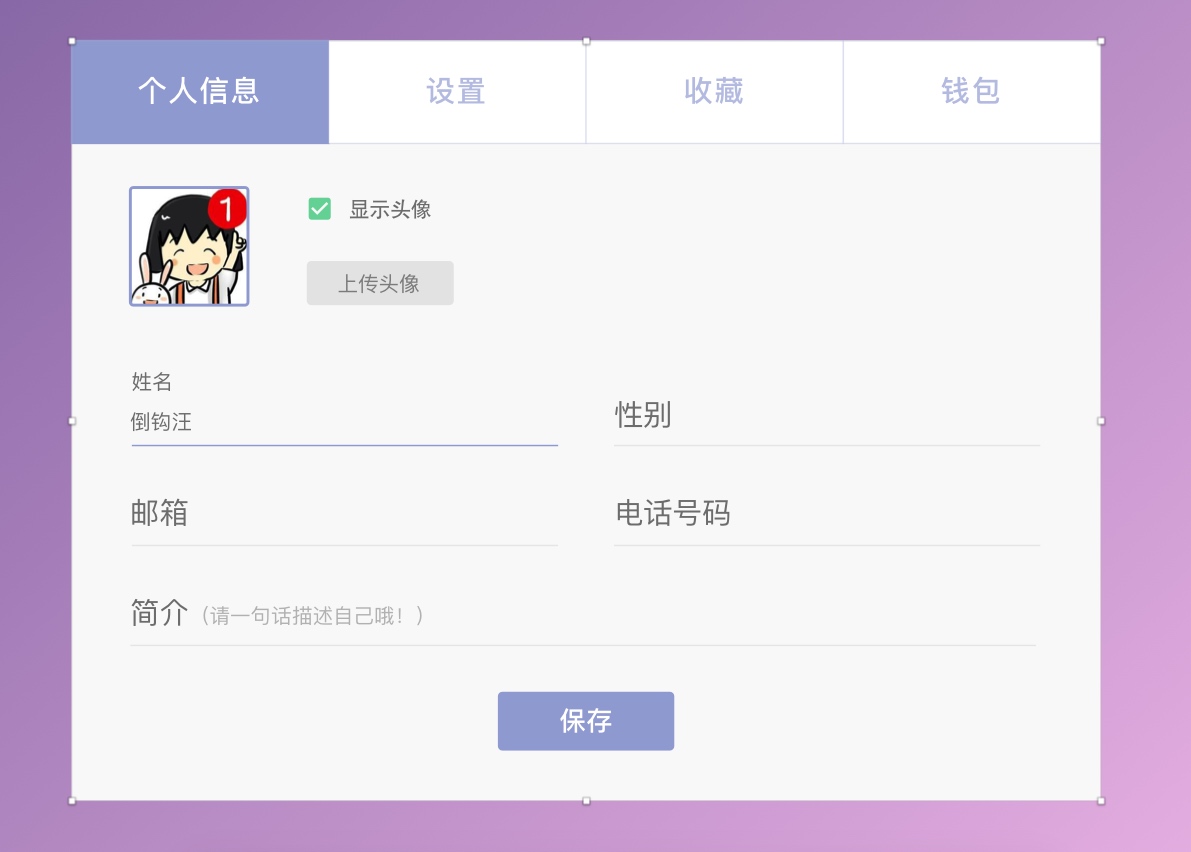 个人信息 设置 收藏 钱包
1
显示头像
上传头像
姓名
倒钩汪
性别
邮箱 电话号码
简介（请一句话描述自己哦！）
保存